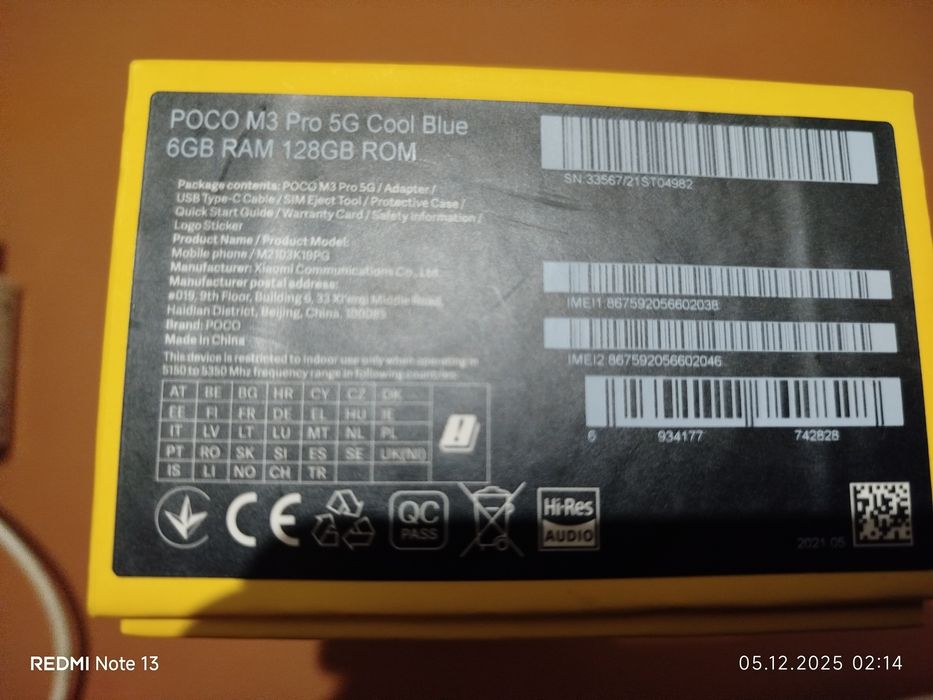 POCO M3 Pro 5G Cool Blue
6GB RAM 128GB ROM
Package contents: POCO M3 Pro 5G / Adapter /
USB Type-C Cable / SIM Eject Tool / Protective Case /
Quick Start Guide / Warranty Card / Safety Information /
Logo Sticker
Product Name / Product Model:
Mobile phone / M2103K19PG
Manufacturer: Xiaomi Communications Co., Ltd.
Manufacturer postal address:
#019, 9th Floor, Building 6, 33 Xi'erqi Middle Road,
Haidian District, Beijing, China, 100085
Brand: POCO
Made in China
This device is restricted to indoor use only when operating in
5150 to 5350 Mhz frequency range in following countries:
AT BE BG HR CY CZ DK
EE FI FR DE EL HU IE
IT LV LT LU MT NL PL
PT RO SK SI ES SE UK(NI)
IS LI NO CH TR
SN:33567/21ST04982
IMEI1 867592056602038
IMEI2 867592056602046
6 934177 742828
CE
QC
PASS
Hi-Res
AUDIO
2021.05
REDMI Note 13
05.12.2025 02:14